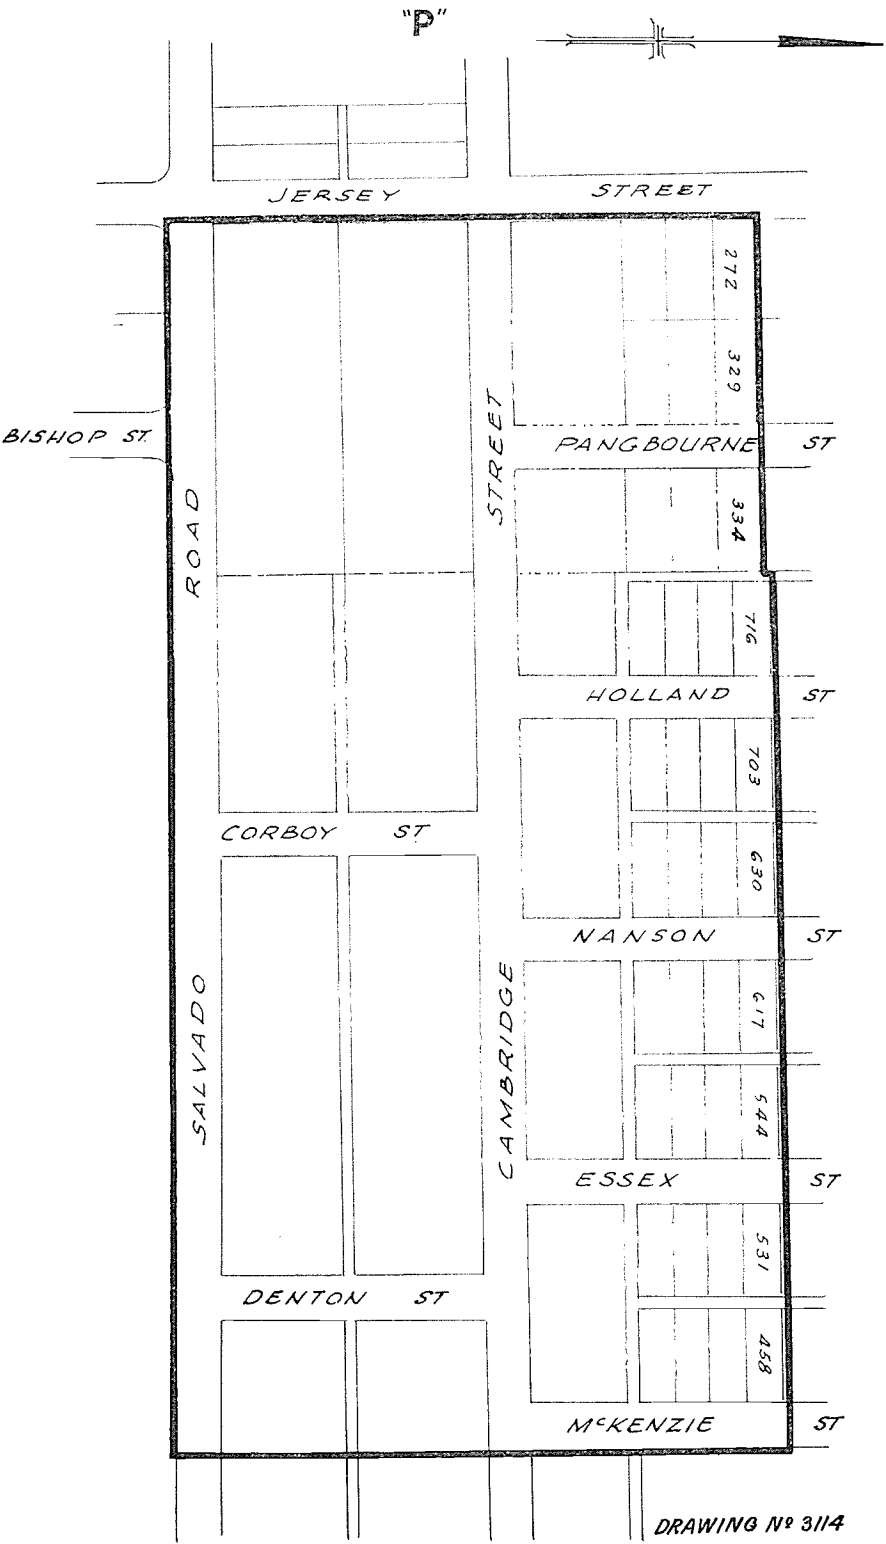 "P"
JERSEY STREET
272
329
BISHOP ST.
PANGBOURNE ST
STREET
ROAD
334
716
HOLLAND ST
703
CORBOY ST
630
NANSON ST
SALVADO
CAMBRIDGE
617
544
ESSEX ST
531
DENTON ST
458
McKENZIE ST
DRAWING Nº 3114